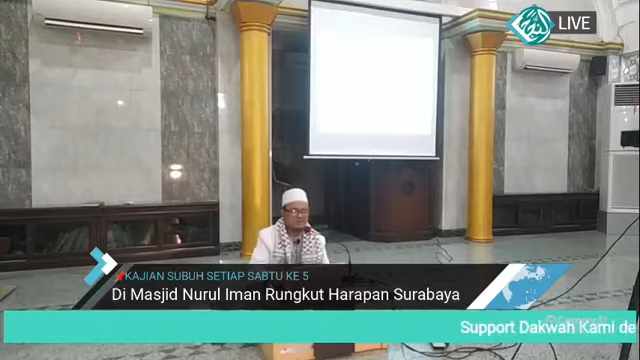 LIVE
KAJIAN SUBUH SETIAP SABTU KE 5
Di Masjid Nurul Iman Rungkut Harapan Surabaya
Support Dakwah Kami de